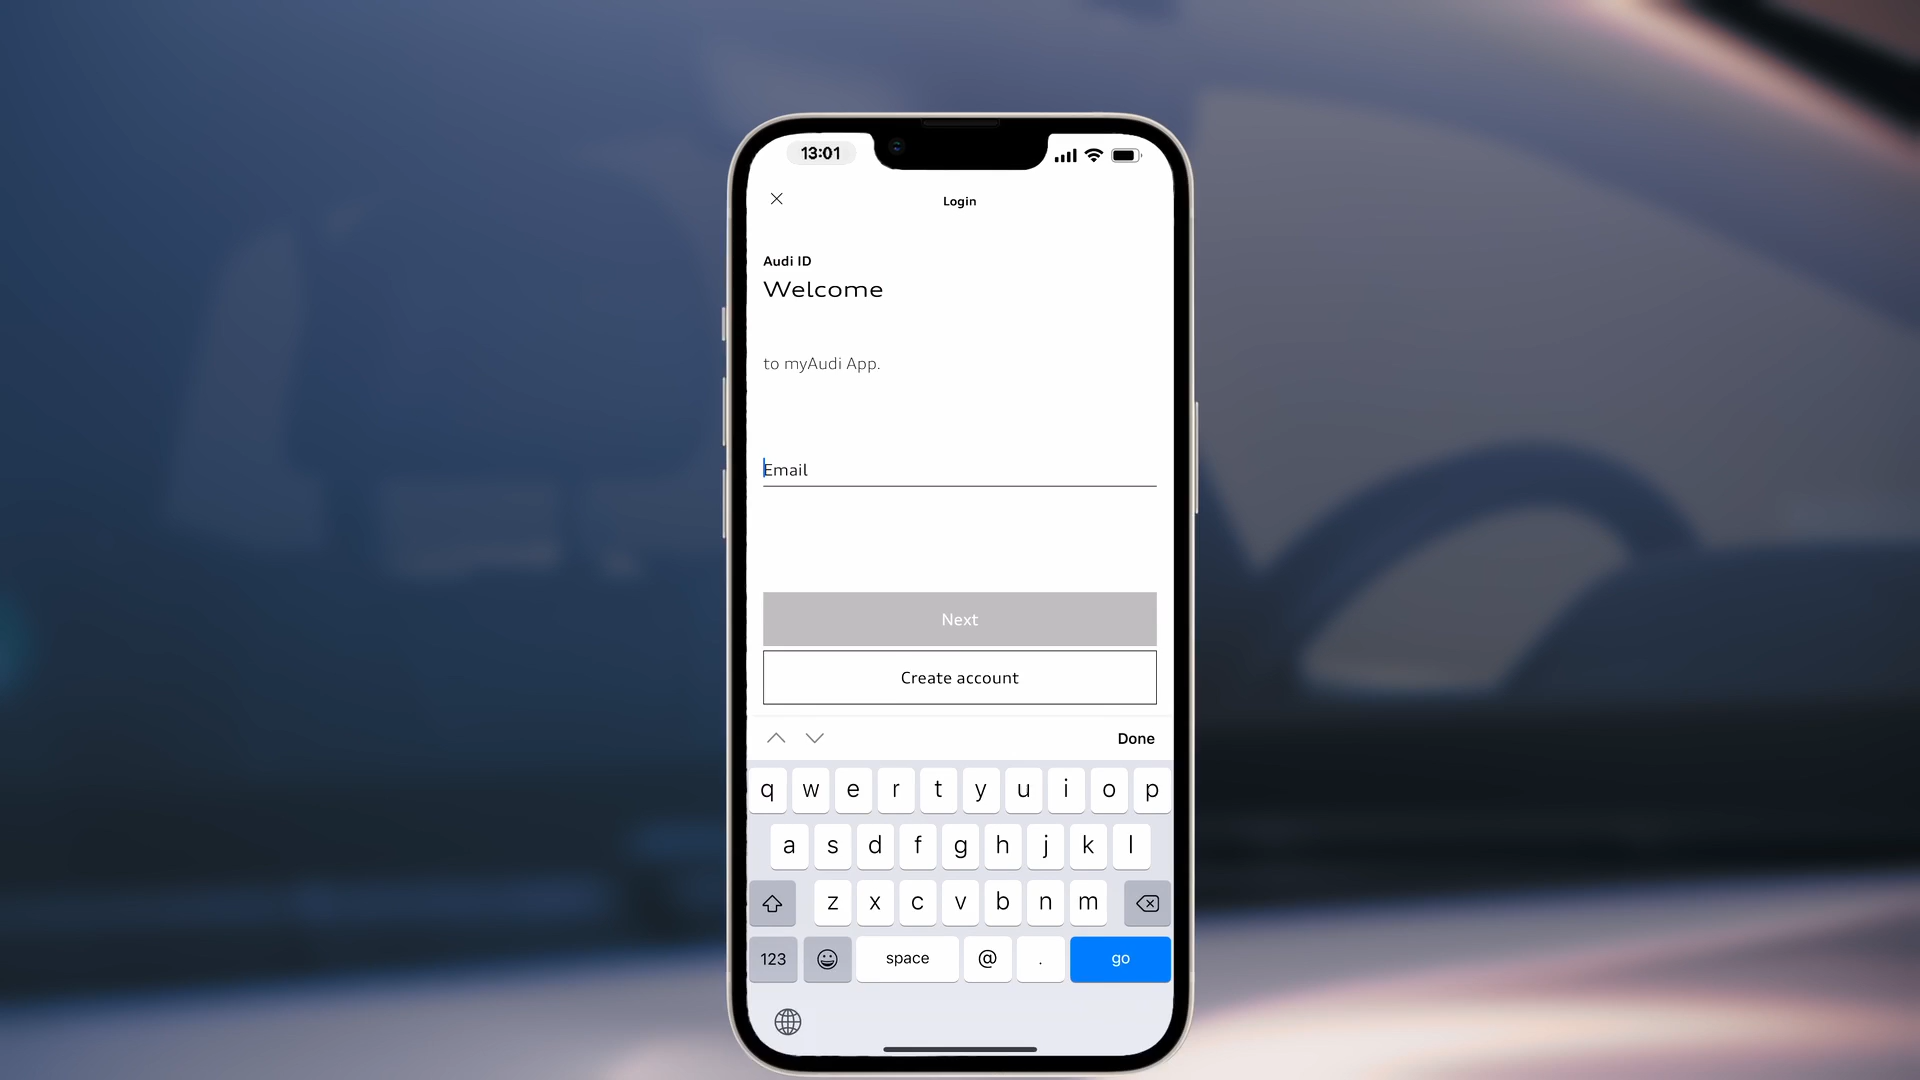 13:01
Login
Audi ID
Welcome
to myAudi App.
Email
Next
Create account
Done
q w e r t y u i o p
a s d f g h j k l
z x c v b n m
123 space @ . go